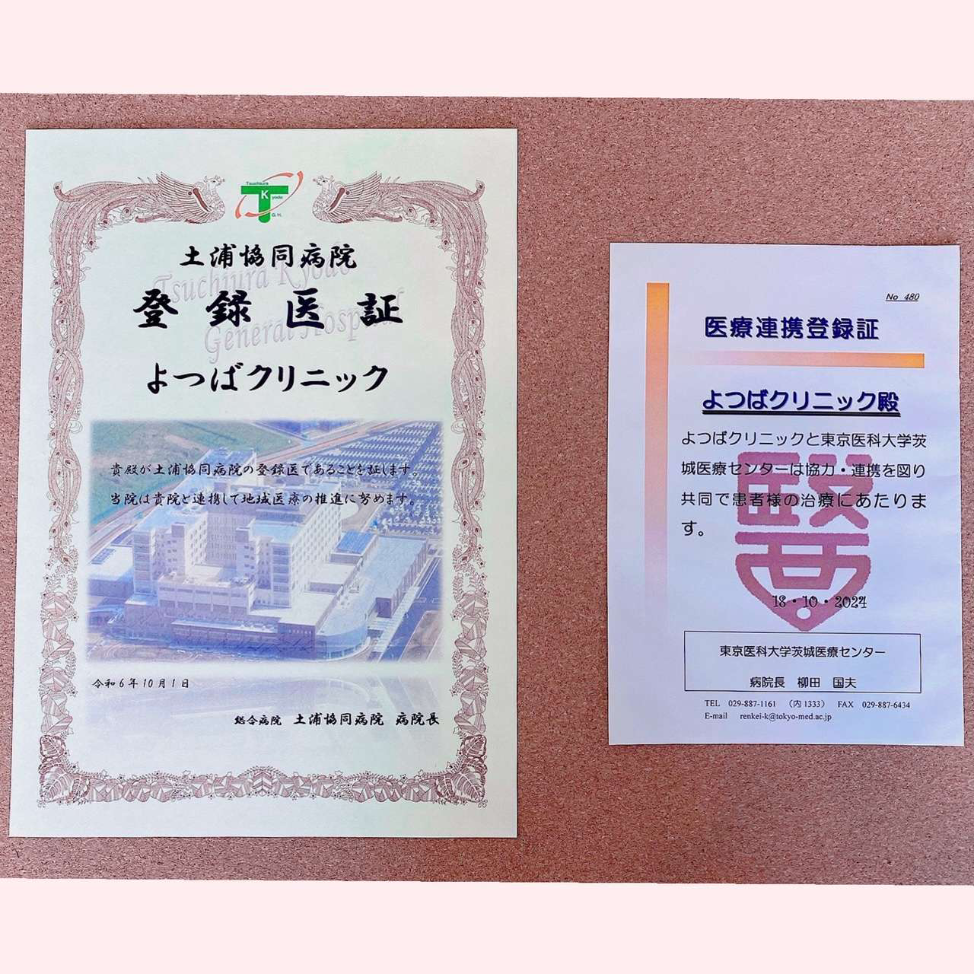 Tsuchiura
K
Kyodo
T
G.H.
土浦協同病院
Tsuchiura Kyodo
General Hospital
登録医証
よつばクリニック
貴殿が土浦協同病院の登録医であることを証します。
当院は貴院と連携して地域医療の推進に努めます。
令和6年10月1日
総合病院 土浦協同病院 病院長
No 480
医療連携登録証
よつばクリニック殿
よつばクリニックと東京医科大学茨
城医療センターは協力・連携を図り
共同で患者様の治療にあたりま
す。
18・10・2024
東京医科大学茨城医療センター
病院長 柳田 国夫
TEL 029-887-1161 (内1333) FAX 029-887-6434
E-mail renkei-k@tokyo-med.ac.jp